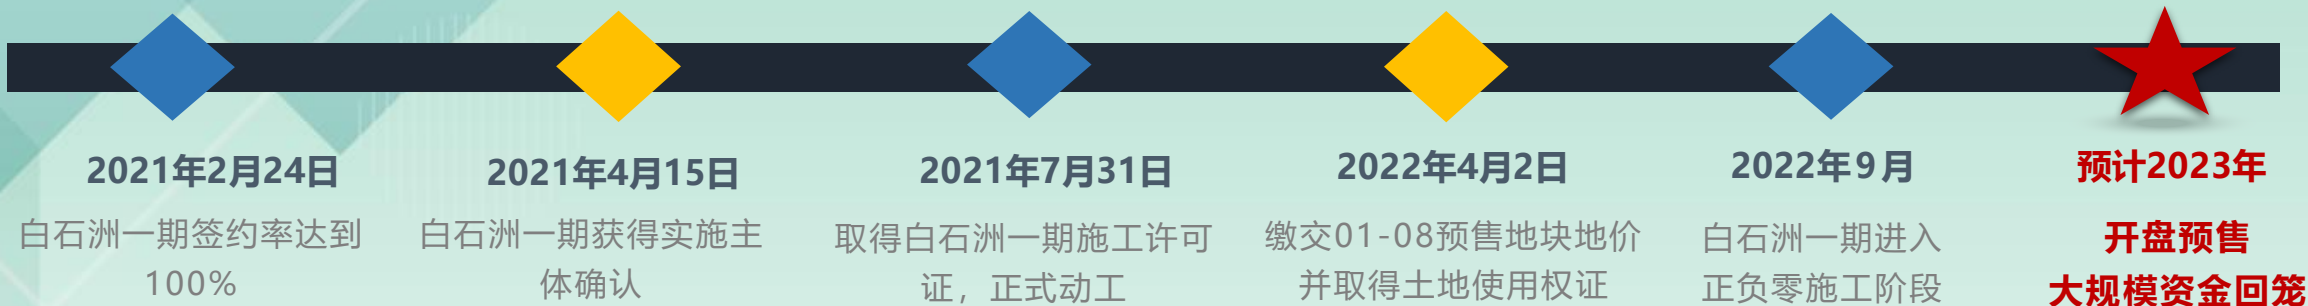 2021年2月24日
白石洲一期签约率达到
100%
2021年4月15日
白石洲一期获得实施主
体确认
2021年7月31日
取得白石洲一期施工许可
证，正式动工
2022年4月2日
缴交01-08预售地块地价
并取得土地使用权证
2022年9月
白石洲一期进入
正负零施工阶段
预计2023年
开盘预售
大规模资金回笼